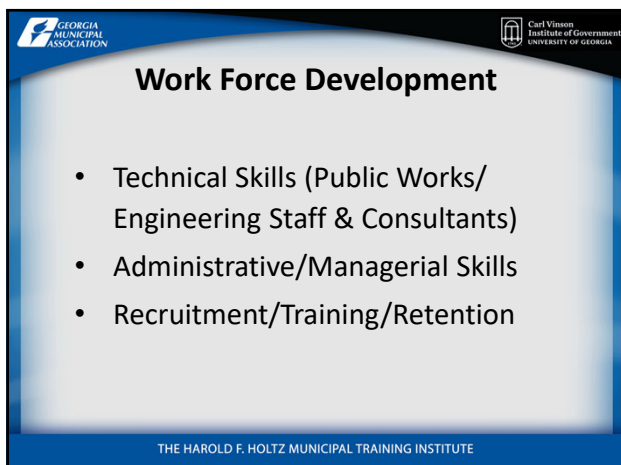 GEORGIA
MUNICIPAL
ASSOCIATION
Carl Vinson
Institute of Government
UNIVERSITY OF GEORGIA
Work Force Development
• Technical Skills (Public Works/
Engineering Staff & Consultants)
• Administrative/Managerial Skills
• Recruitment/Training/Retention
THE HAROLD F. HOLTZ MUNICIPAL TRAINING INSTITUTE